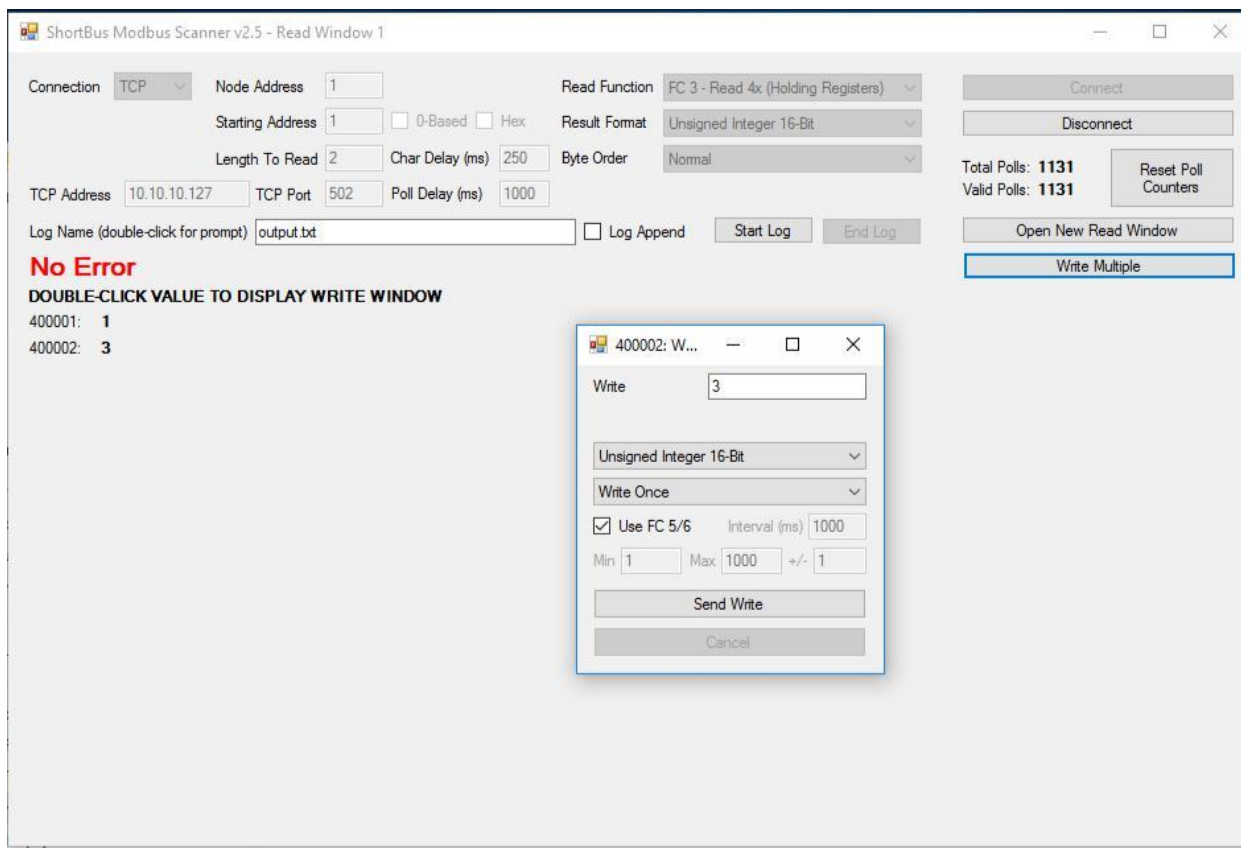 ShortBus Modbus Scanner v2.5 - Read Window 1
Connection TCP Node Address 1 Read Function FC 3 - Read 4x (Holding Registers) Connect
Starting Address 1 0-Based Hex Result Format Unsigned Integer 16-Bit Disconnect
Length To Read 2 Char Delay (ms) 250 Byte Order Normal
Total Polls: 1131
Valid Polls: 1131
Reset Poll
Counters
TCP Address 10.10.10.127 TCP Port 502 Poll Delay (ms) 1000
Log Name (double-click for prompt) output.txt Log Append Start Log End Log Open New Read Window
No Error Write Multiple
DOUBLE-CLICK VALUE TO DISPLAY WRITE WINDOW
400001: 1
400002: 3
400002: W...
Write 3
Unsigned Integer 16-Bit
Write Once
Use FC 5/6 Interval (ms) 1000
Min 1 Max 1000 +/- 1
Send Write
Cancel